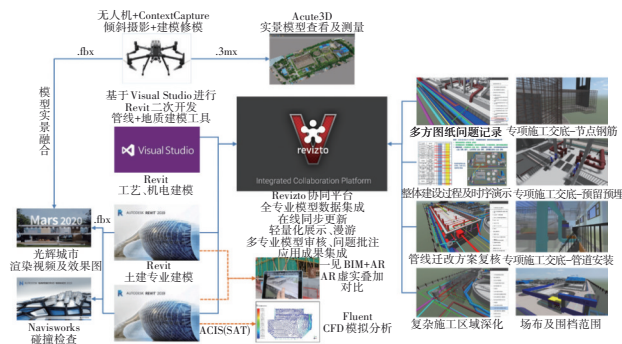 无人机+ContextCapture
倾斜摄影+建模修模
Acute3D
实景模型查看及测量
.fbx
.3mx
模型实景融合
基于 Visual Studio 进行
Revit 二次开发
管线+地质建模工具
Visual Studio
Revit
工艺、机电建模
revizto
Integrated Collaboration Platform
Revizto 协同平台
全专业模型数据集成
在线同步更新
轻量化展示、漫游
多专业模型审核、问题批注
应用成果集成
多方图纸问题记录
专项施工交底-节点钢筋
整体建设过程及时序演示
专项施工交底-预留预埋
管线迁改方案复核
专项施工交底-管道安装
复杂施工区域深化
场布及围档范围
Mars 2020
.fbx
光辉城市
渲染视频及效果图
AUTODESK REVIT 2020
Revit
土建专业建模
一见 BIM+AR
AR 虚实叠加
对比
Navisworks
碰撞检查
ACIS(SAT)
Fluent
CFD 模拟分析